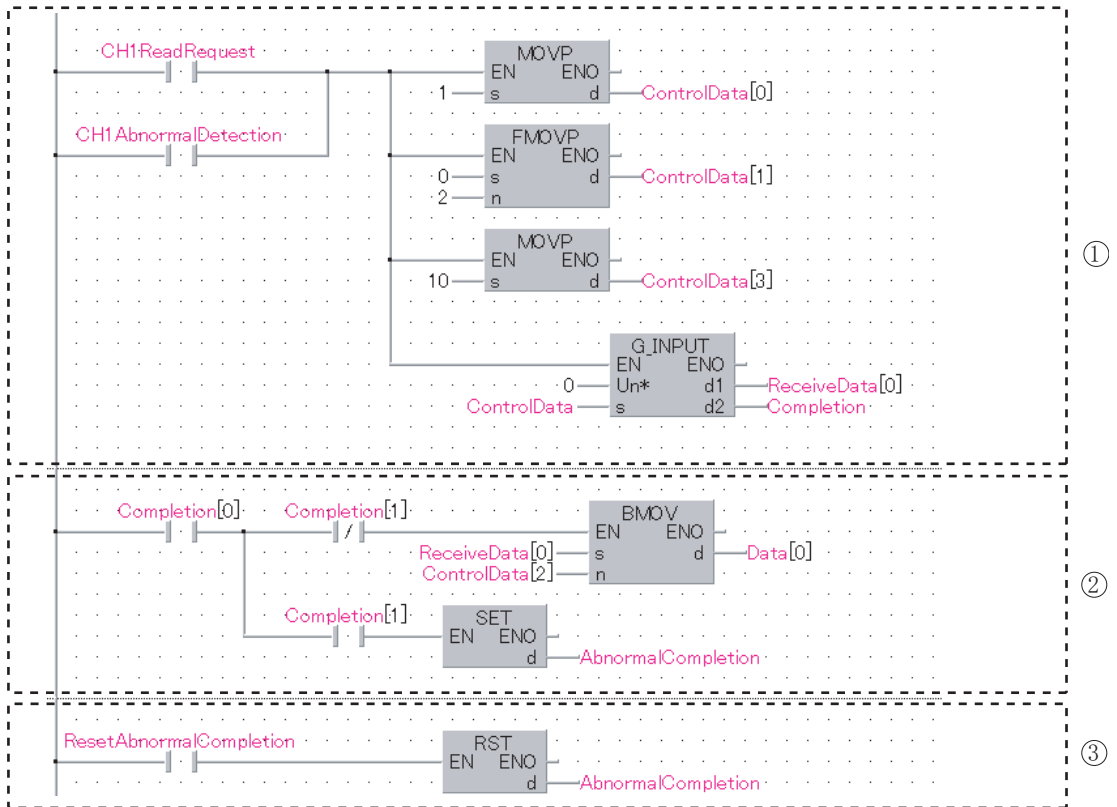 CH1ReadRequest
MOVP
EN ENO
1 s d ControlData[0]
CH1AbnormalDetection
FMOVP
EN ENO
0 s d ControlData[1]
2 n
MOVP
EN ENO
10 s d ControlData[3]
①
G_INPUT
EN ENO
0 Un* d1 ReceiveData[0]
ControlData s d2 Completion
Completion[0] Completion[1] BMOV
/ EN ENO
ReceiveData[0] s d Data[0]
ControlData[2] n
②
Completion[1] SET
EN ENO
d AbnormalCompletion
ResetAbnormalCompletion RST
EN ENO
d AbnormalCompletion
③